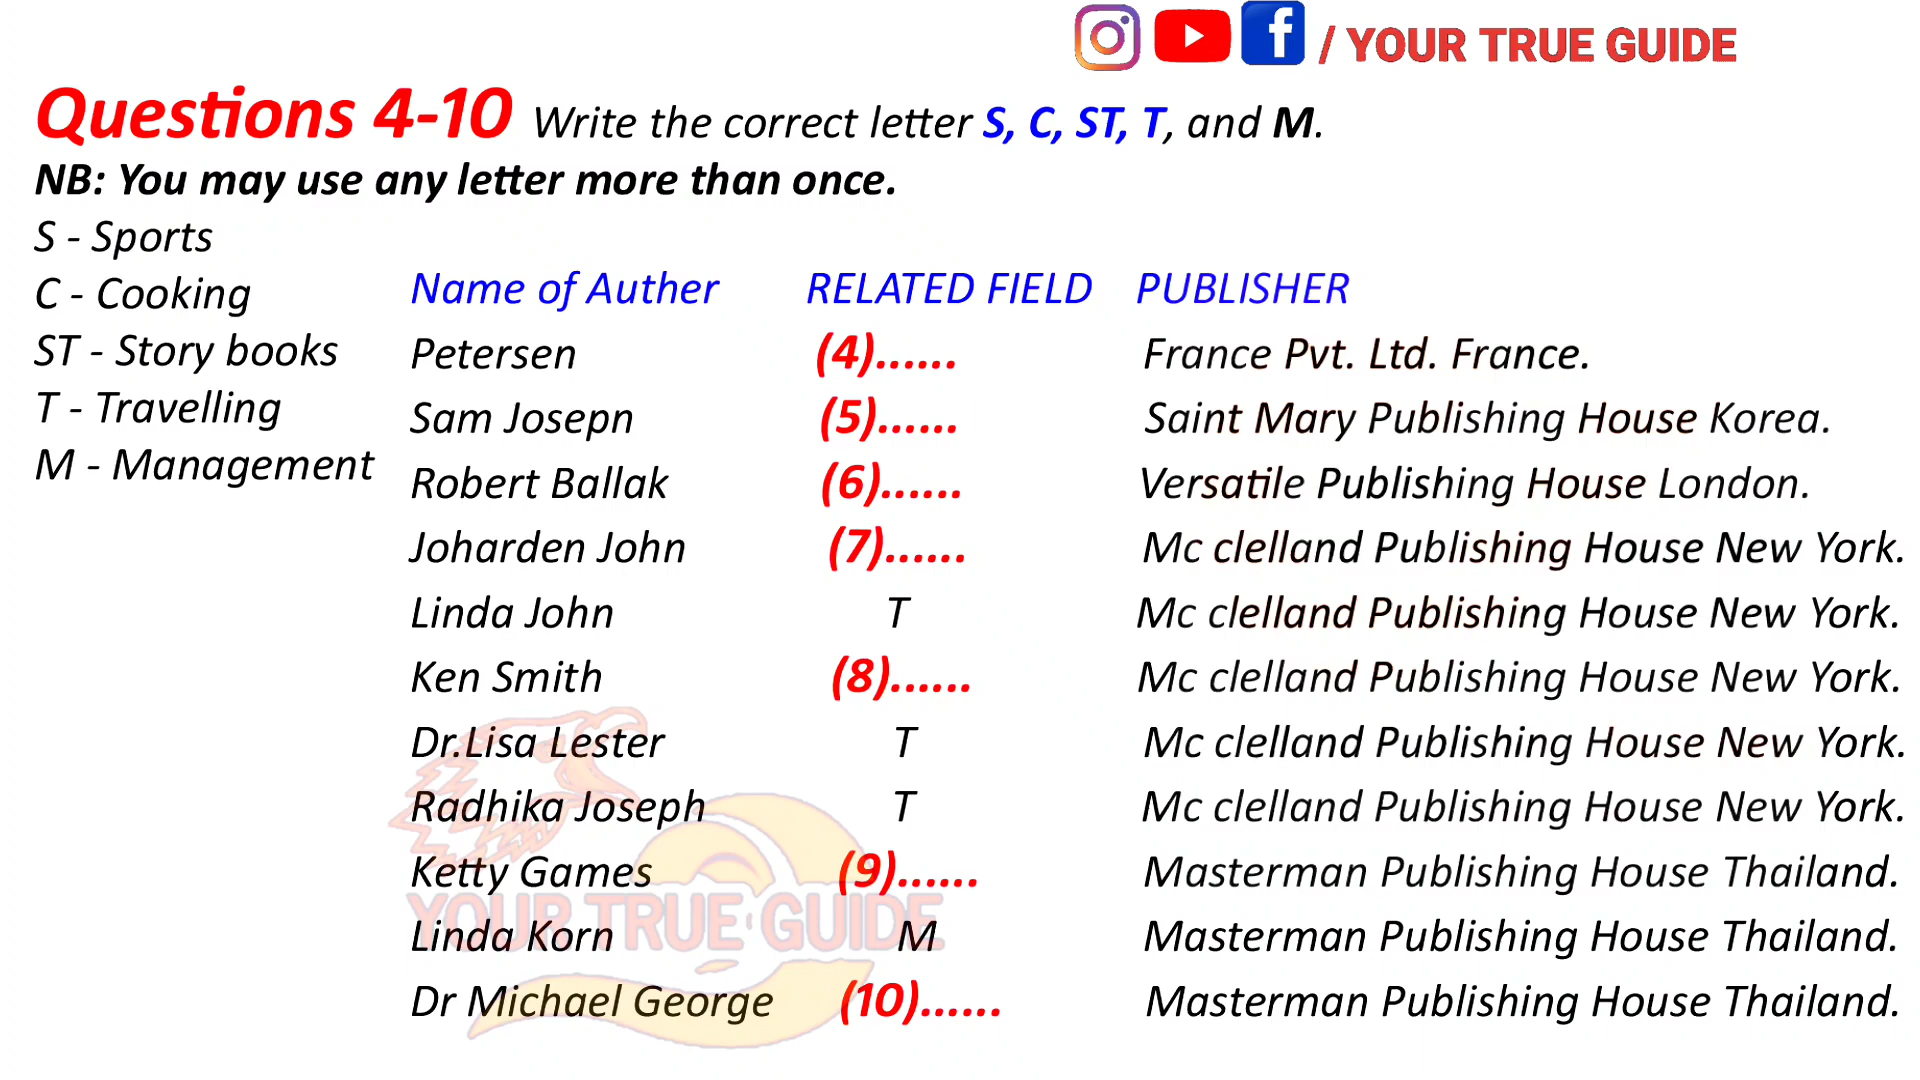 / YOUR TRUE GUIDE
Questions 4-10 Write the correct letter S, C, ST, T, and M.
NB: You may use any letter more than once.
S - Sports
C - Cooking
ST - Story books
T - Travelling
M - Management
Name of Auther RELATED FIELD PUBLISHER
Petersen (4)...... France Pvt. Ltd. France.
Sam Josepn (5)...... Saint Mary Publishing House Korea.
Robert Ballak (6)...... Versatile Publishing House London.
Joharden John (7)...... Mc clelland Publishing House New York.
Linda John T Mc clelland Publishing House New York.
Ken Smith (8)...... Mc clelland Publishing House New York.
Dr.Lisa Lester T Mc clelland Publishing House New York.
Radhika Joseph T Mc clelland Publishing House New York.
Ketty Games (9)...... Masterman Publishing House Thailand.
YOUR TRUE GUIDE
Linda Korn M Masterman Publishing House Thailand.
Dr Michael George (10)...... Masterman Publishing House Thailand.